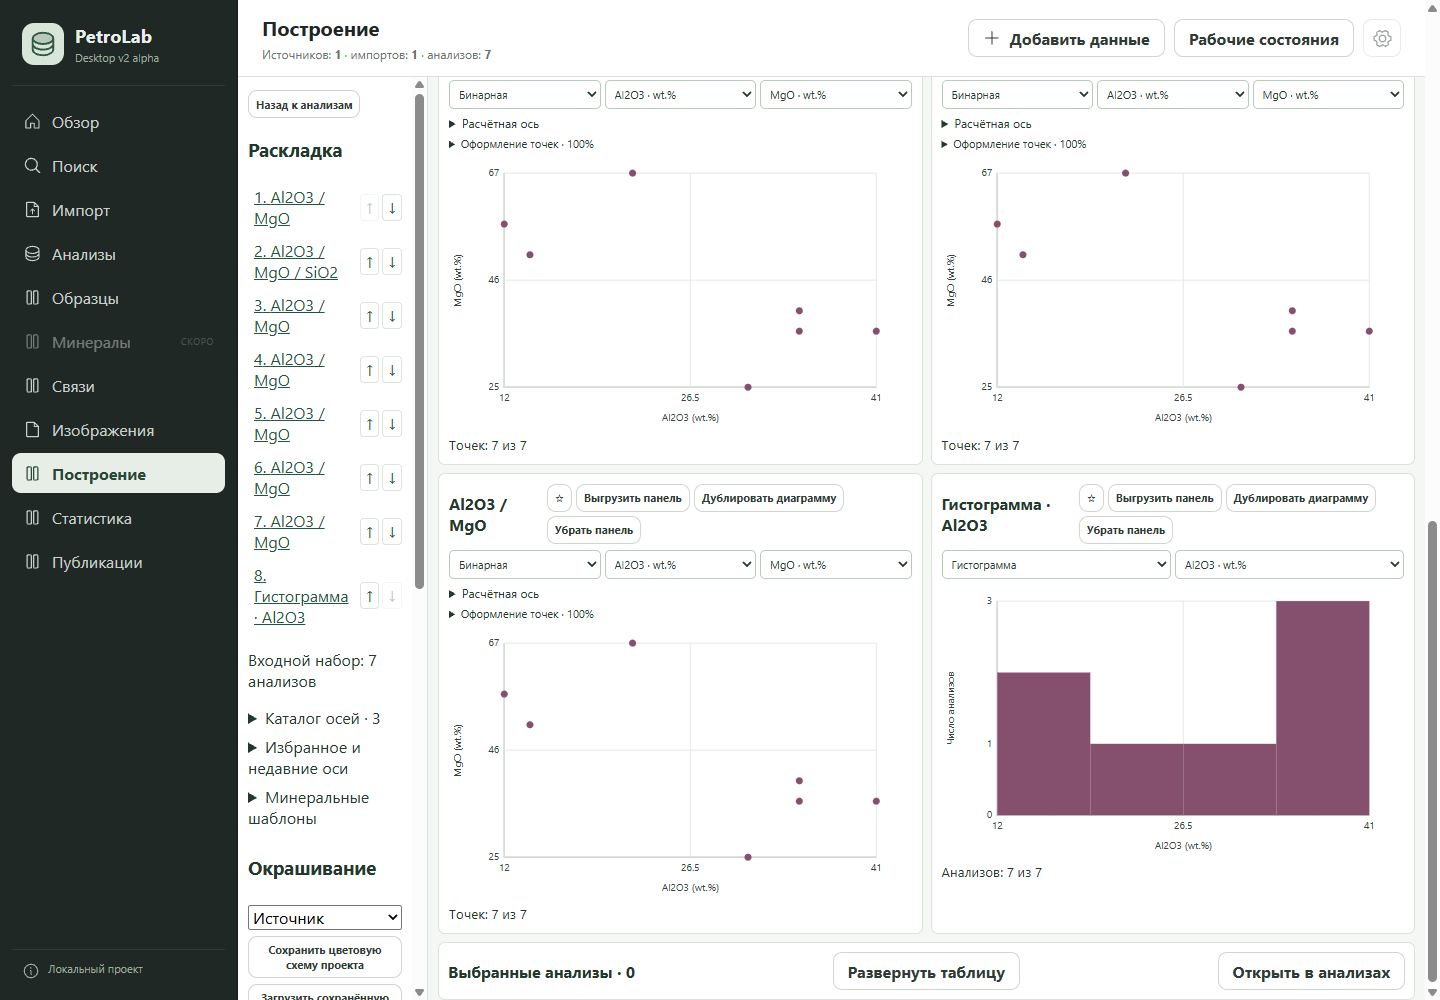 PetroLab
Desktop v2 alpha
Обзор
Поиск
Импорт
Анализы
Образцы
Минералы СКОРО
Связи
Изображения
Построение
Статистика
Публикации
Локальный проект
Построение
Источников: 1 · импортов: 1 · анализов: 7
Добавить данные
Рабочие состояния
Назад к анализам
Раскладка
1. Al2O3 /
MgO
↑ ↓
2. Al2O3 /
MgO / SiO2
↑ ↓
3. Al2O3 /
MgO
↑ ↓
4. Al2O3 /
MgO
↑ ↓
5. Al2O3 /
MgO
↑ ↓
6. Al2O3 /
MgO
↑ ↓
7. Al2O3 /
MgO
↑ ↓
8.
Гистограмма
· Al2O3
↑ ↓
Входной набор: 7
анализов
Каталог осей · 3
Избранное и
недавние оси
Минеральные
шаблоны
Окрашивание
Источник
Сохранить цветовую
схему проекта
Загрузить сохранённую
Бинарная Al2O3 · wt.% MgO · wt.%
Расчётная ось
Оформление точек · 100%
67
46
25
MgO (wt.%)
12 26.5 41
Al2O3 (wt.%)
Точек: 7 из 7
Бинарная Al2O3 · wt.% MgO · wt.%
Расчётная ось
Оформление точек · 100%
67
46
25
MgO (wt.%)
12 26.5 41
Al2O3 (wt.%)
Точек: 7 из 7
Al2O3 /
MgO
☆ Выгрузить панель Дублировать диаграмму
Убрать панель
Бинарная Al2O3 · wt.% MgO · wt.%
Расчётная ось
Оформление точек · 100%
67
46
25
MgO (wt.%)
12 26.5 41
Al2O3 (wt.%)
Точек: 7 из 7
Гистограмма ·
Al2O3
☆ Выгрузить панель Дублировать диаграмму
Убрать панель
Гистограмма Al2O3 · wt.%
3
1
0
Число анализов
12 26.5 41
Al2O3 (wt.%)
Анализов: 7 из 7
Выбранные анализы · 0
Развернуть таблицу
Открыть в анализах